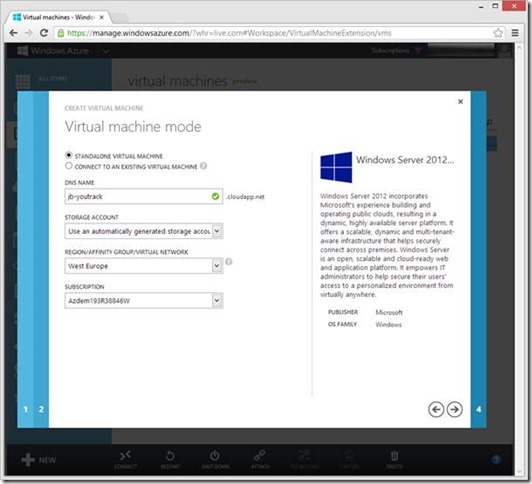 Virtual machines - Windo
https://manage.windowsazure.com/?whr=live.com#Workspace/VirtualMachineExtension/vms
Windows Azure
Subscriptions
ALL ITEMS
virtual machines preview
CREATE VIRTUAL MACHINE
Virtual machine mode
STANDALONE VIRTUAL MACHINE
CONNECT TO AN EXISTING VIRTUAL MACHINE ?
DNS NAME
jb-youtrack
.cloudapp.net
STORAGE ACCOUNT
Use an automatically generated storage accou
REGION/AFFINITY GROUP/VIRTUAL NETWORK
West Europe
?
SUBSCRIPTION
Azdem193R38846W
Windows Server 2012...
Windows Server 2012 incorporates
Microsoft's experience building and
operating public clouds, resulting in a
dynamic, highly available server platform. It
offers a scalable, dynamic and multi-tenant-
aware infrastructure that helps securely
connect across premises. Windows Server
is an open, scalable and cloud-ready web
and application platform. It empowers IT
administrators to help secure their users'
access to a personalized environment from
virtually anywhere.
PUBLISHER Microsoft
OS FAMILY Windows
1 2
4
NEW
CONNECT
RESTART
SHUT DOWN
ATTACH
DELETE
?